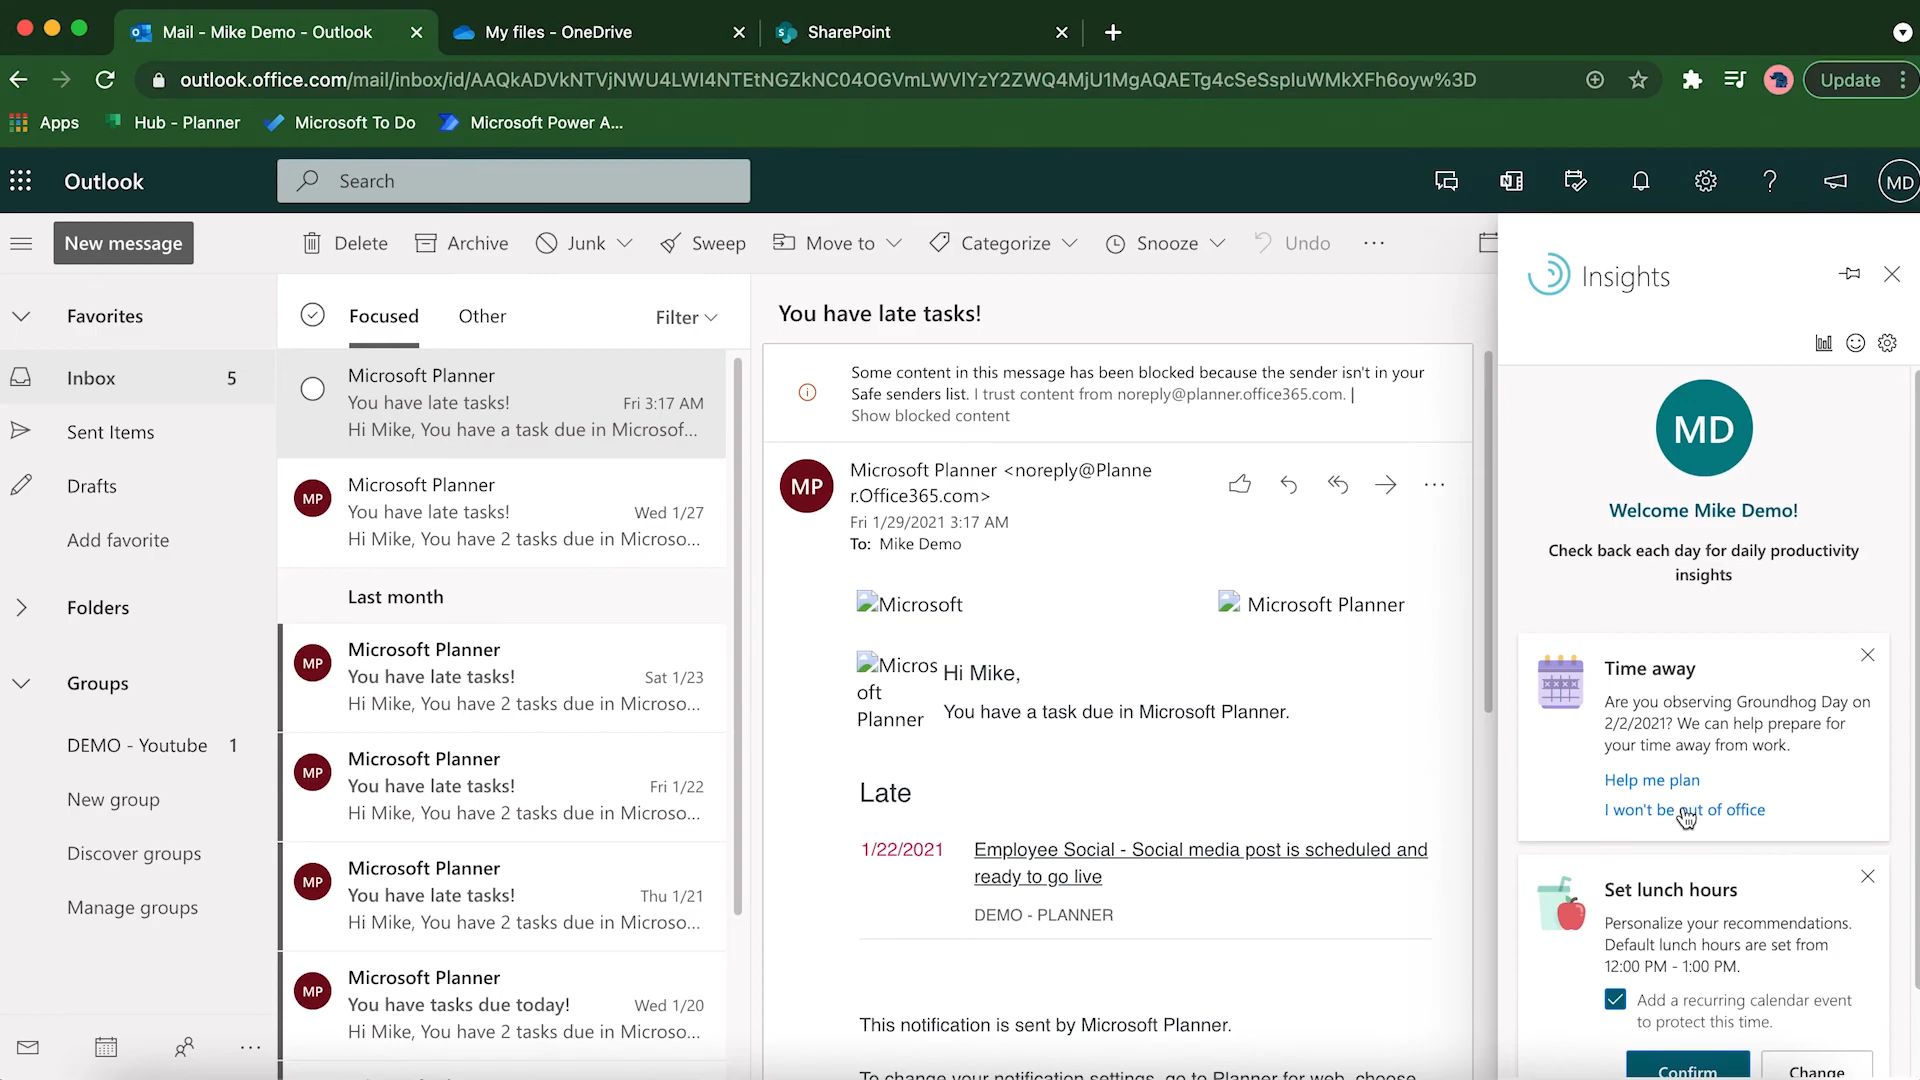 Mail - Mike Demo - Outlook
My files - OneDrive
SharePoint
outlook.office.com/mail/inbox/id/AAQkADVkNTVjNWU4LWI4NTEtNGZkNC04OGVmLWVlYzY2ZWQ4MjU1MgAQAETg4cSeSspIuWMkXFh6oyw%3D
Update
Apps
Hub - Planner
Microsoft To Do
Microsoft Power A...
Outlook
Search
MD
New message
Delete
Archive
Junk
Sweep
Move to
Categorize
Snooze
Undo
Favorites
Inbox 5
Sent Items
Drafts
Add favorite
Folders
Groups
DEMO - Youtube 1
New group
Discover groups
Manage groups
Focused
Other
Filter
Microsoft Planner
You have late tasks! Fri 3:17 AM
Hi Mike, You have a task due in Microsof...
MP
Microsoft Planner
You have late tasks! Wed 1/27
Hi Mike, You have 2 tasks due in Microso...
Last month
MP
Microsoft Planner
You have late tasks! Sat 1/23
Hi Mike, You have 2 tasks due in Microso...
MP
Microsoft Planner
You have late tasks! Fri 1/22
Hi Mike, You have 2 tasks due in Microso...
MP
Microsoft Planner
You have late tasks! Thu 1/21
Hi Mike, You have 2 tasks due in Microso...
MP
Microsoft Planner
You have tasks due today! Wed 1/20
Hi Mike, You have 2 tasks due in Microso...
You have late tasks!
Some content in this message has been blocked because the sender isn't in your
Safe senders list. I trust content from noreply@planner.office365.com. |
Show blocked content
MP
Microsoft Planner <noreply@Planne
r.Office365.com>
Fri 1/29/2021 3:17 AM
To: Mike Demo
Microsoft
Microsoft Planner
Micros
oft
Planner
Hi Mike,
You have a task due in Microsoft Planner.
Late
1/22/2021
Employee Social - Social media post is scheduled and
ready to go live
DEMO - PLANNER
This notification is sent by Microsoft Planner.
To change your notification settings, go to Planner for web, choose
Insights
MD
Welcome Mike Demo!
Check back each day for daily productivity
insights
Time away
Are you observing Groundhog Day on
2/2/2021? We can help prepare for
your time away from work.
Help me plan
I won't be out of office
Set lunch hours
Personalize your recommendations.
Default lunch hours are set from
12:00 PM - 1:00 PM.
Add a recurring calendar event
to protect this time.
Confirm
Change